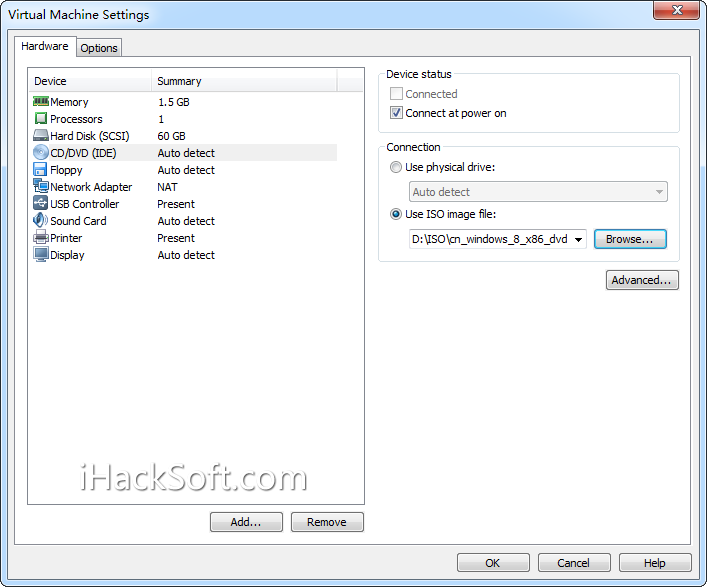 Virtual Machine Settings
Hardware Options
Device Summary
Memory 1.5 GB
Processors 1
Hard Disk (SCSI) 60 GB
CD/DVD (IDE) Auto detect
Floppy Auto detect
Network Adapter NAT
USB Controller Present
Sound Card Auto detect
Printer Present
Display Auto detect
iHackSoft.com
Add... Remove
Device status
Connected
Connect at power on
Connection
Use physical drive:
Auto detect
Use ISO image file:
D:\ISO\cn_windows_8_x86_dvd Browse...
Advanced...
OK Cancel Help